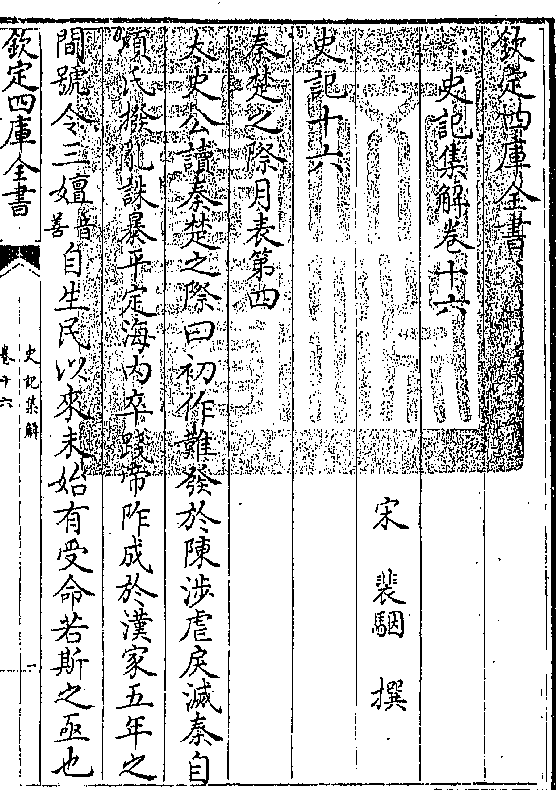 欽定四庫全書
史記集解卷十六
宋 裴駰 撰
史記十六
秦楚之際月表第四
太史公讀秦楚之際曰初作難發於陳涉虐戾滅秦自
項氏撥亂誅暴平定海內卒踐帝阼成於漢家五年之
間號令三嬗音善自生民以來未始有受命若斯之亟也
欽定四庫全書
史記集解
卷十六
一